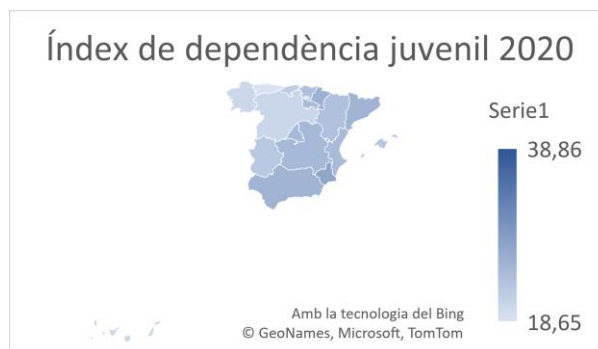 Índex de dependència juvenil 2020
Serie1
38,86
18,65
Amb la tecnologia del Bing
© GeoNames, Microsoft, TomTom